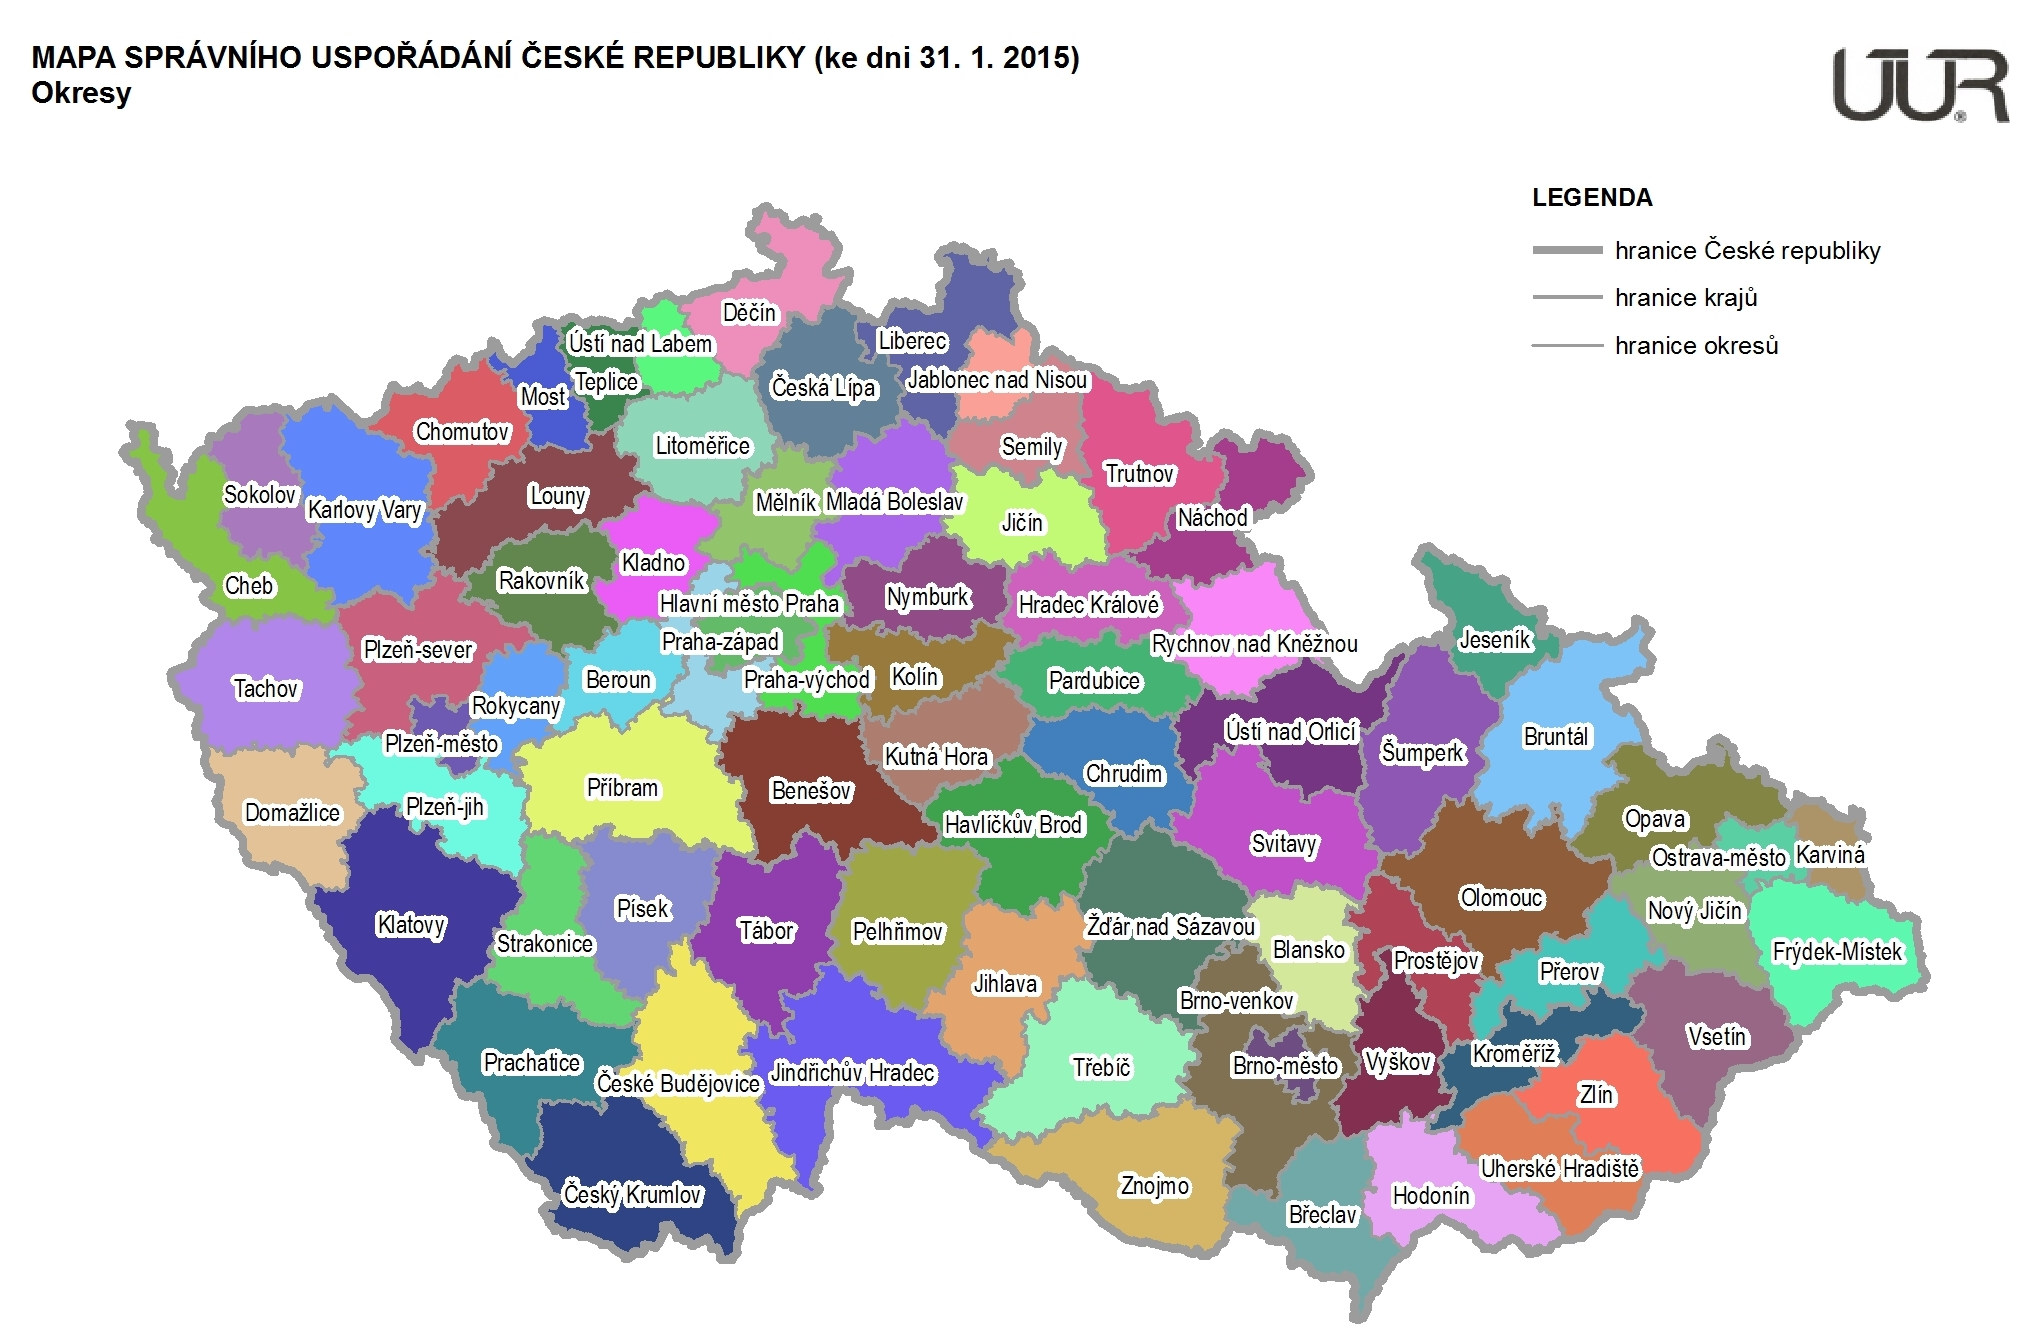 MAPA SPRÁVNÍHO USPOŘÁDÁNÍ ČESKÉ REPUBLIKY (ke dni 31. 1. 2015)
Okresy
UUR
LEGENDA
hranice České republiky
hranice krajů
hranice okresů
Děčín
Ústí nad Labem
Liberec
Teplice
Jablonec nad Nisou
Česká Lípa
Most
Chomutov
Litoměřice
Semily
Trutnov
Sokolov
Louny
Karlovy Vary
Mělník
Mladá Boleslav
Jičín
Náchod
Kladno
Rakovník
Cheb
Nymburk
Hlavní město Praha
Hradec Králové
Praha-západ
Rychnov nad Kněžnou
Jeseník
Plzeň-sever
Beroun
Praha-východ
Kolín
Pardubice
Tachov
Rokycany
Ústí nad Orlicí
Bruntál
Plzeň-město
Kutná Hora
Šumperk
Chrudim
Příbram
Benešov
Plzeň-jih
Domažlice
Havlíčkův Brod
Opava
Svitavy
Ostrava-město
Karviná
Olomouc
Písek
Nový Jičín
Klatovy
Tábor
Pelhřimov
Žďár nad Sázavou
Strakonice
Blansko
Frýdek-Místek
Prostějov
Přerov
Jihlava
Brno-venkov
Vsetín
Kroměříž
Prachatice
Třebíč
Brno-město
Vyškov
Jindřichův Hradec
České Budějovice
Zlín
Uherské Hradiště
Znojmo
Český Krumlov
Hodonín
Břeclav